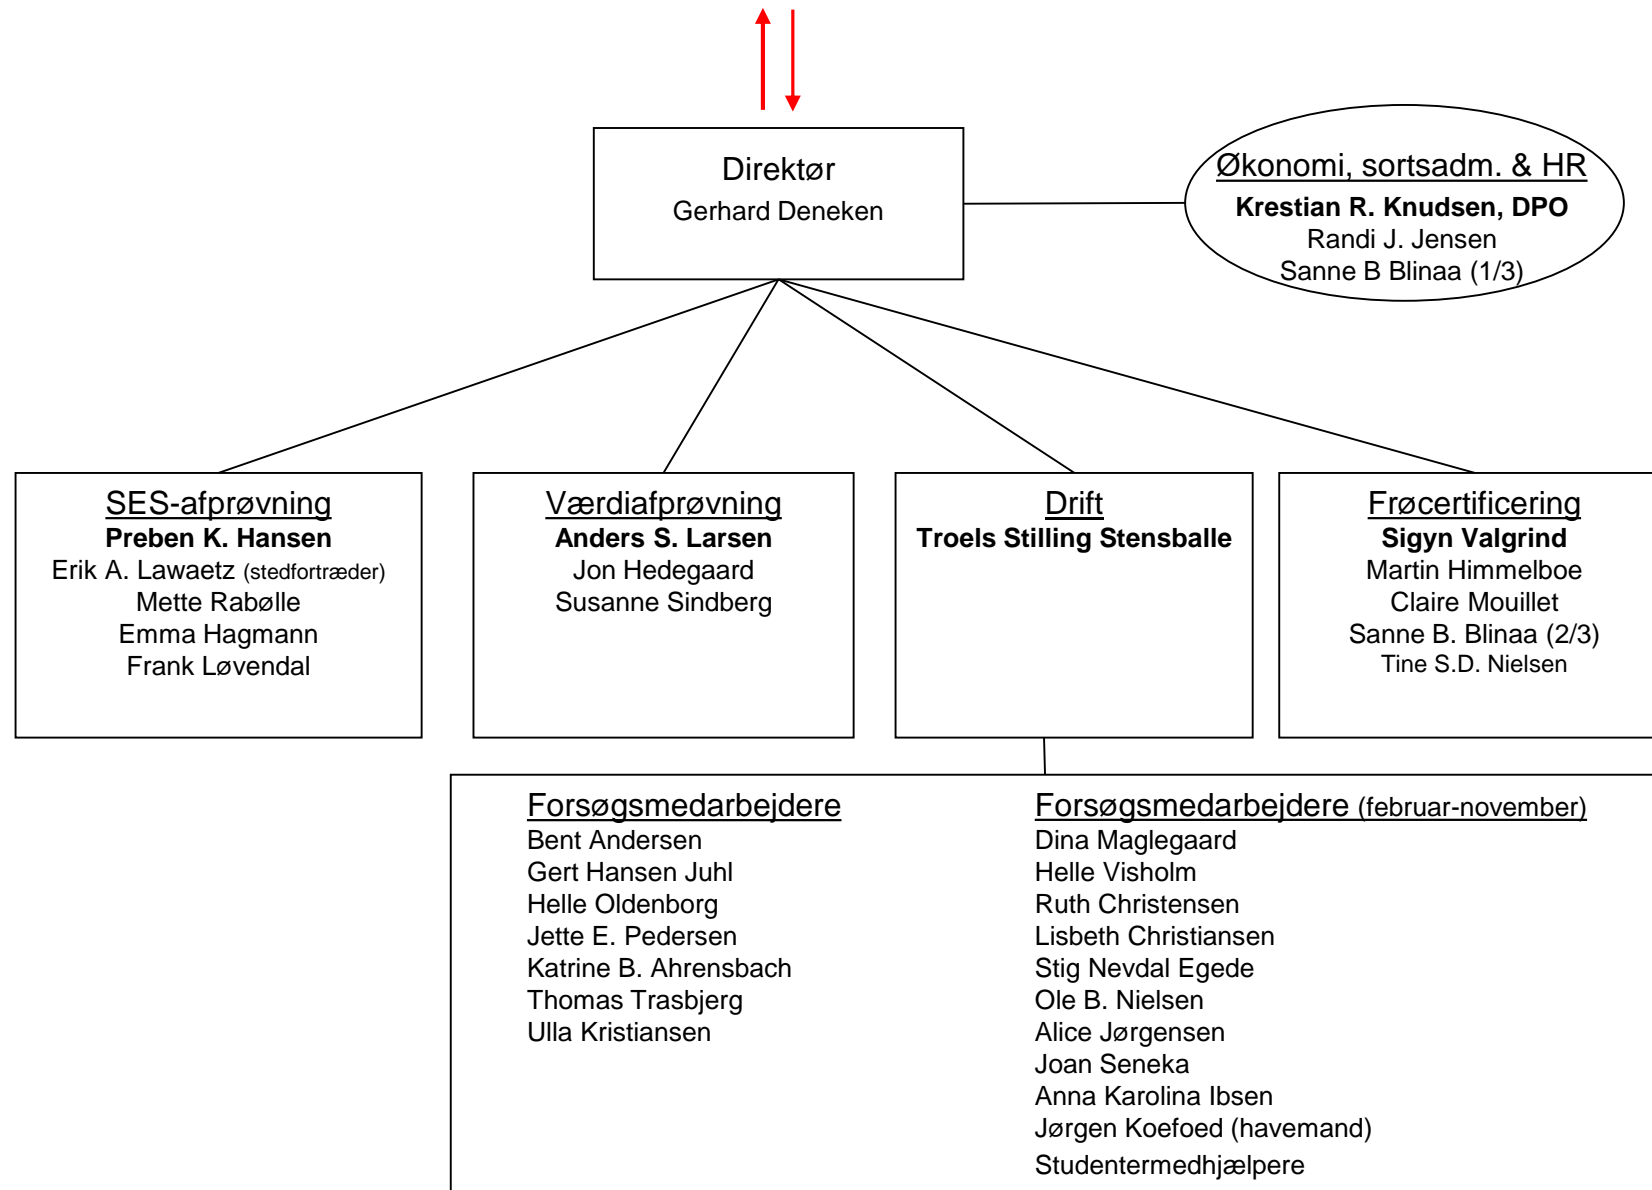 Direktør
Gerhard Deneken
Økonomi, sortsadm. & HR
Krestian R. Knudsen, DPO
Randi J. Jensen
Sanne B Blinaa (1/3)
SES-afprøvning
Preben K. Hansen
Erik A. Lawaetz (stedfortræder)
Mette Rabølle
Emma Hagmann
Frank Løvendal
Værdiafprøvning
Anders S. Larsen
Jon Hedegaard
Susanne Sindberg
Drift
Troels Stilling Stensballe
Frøcertificering
Sigyn Valgrind
Martin Himmelboe
Claire Mouillet
Sanne B. Blinaa (2/3)
Tine S.D. Nielsen
Forsøgsmedarbejdere
Bent Andersen
Gert Hansen Juhl
Helle Oldenborg
Jette E. Pedersen
Katrine B. Ahrensbach
Thomas Trasbjerg
Ulla Kristiansen
Forsøgsmedarbejdere (februar-november)
Dina Maglegaard
Helle Visholm
Ruth Christensen
Lisbeth Christiansen
Stig Nevdal Egede
Ole B. Nielsen
Alice Jørgensen
Joan Seneka
Anna Karolina Ibsen
Jørgen Koefoed (havemand)
Studentermedhjælpere